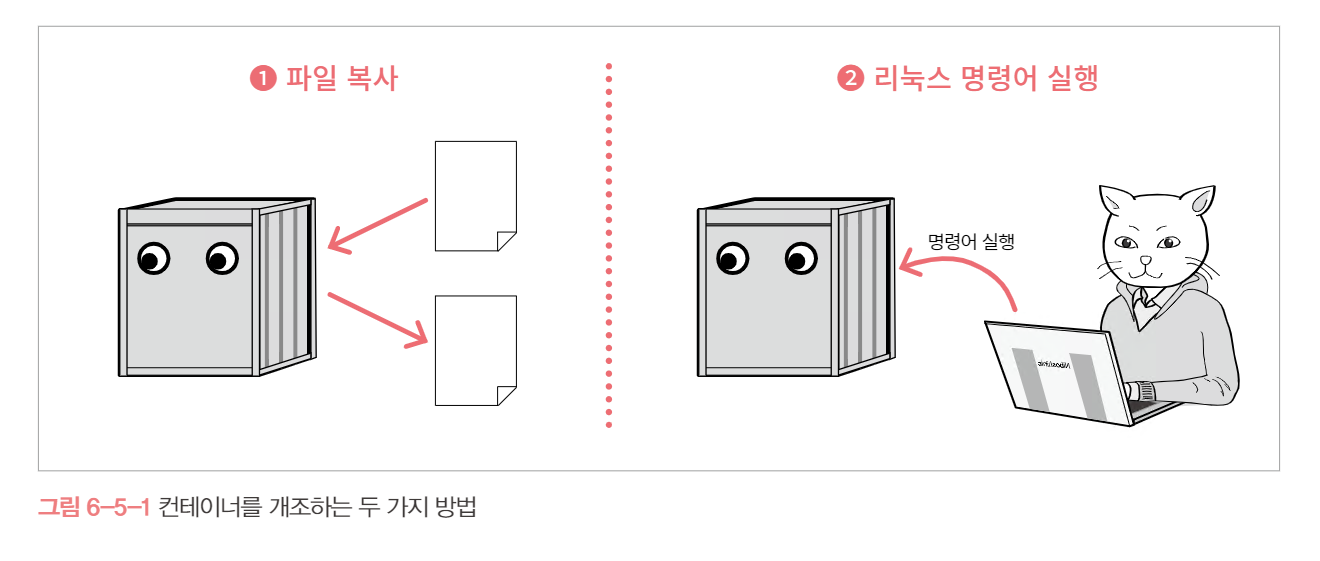 ❶ 파일 복사
❷ 리눅스 명령어 실행
명령어 실행
그림 6-5-1 컨테이너를 개조하는 두 가지 방법